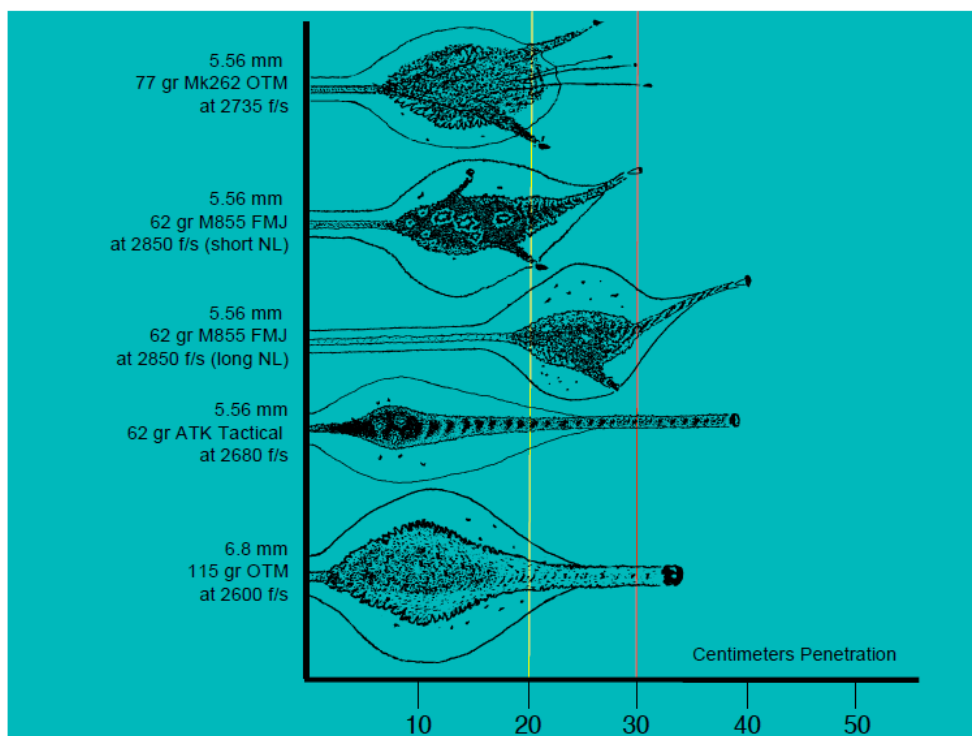 5.56 mm
77 gr Mk262 OTM
at 2735 f/s
5.56 mm
62 gr M855 FMJ
at 2850 f/s (short NL)
5.56 mm
62 gr M855 FMJ
at 2850 f/s (long NL)
5.56 mm
62 gr ATK Tactical
at 2680 f/s
6.8 mm
115 gr OTM
at 2600 f/s
Centimeters Penetration
10 20 30 40 50